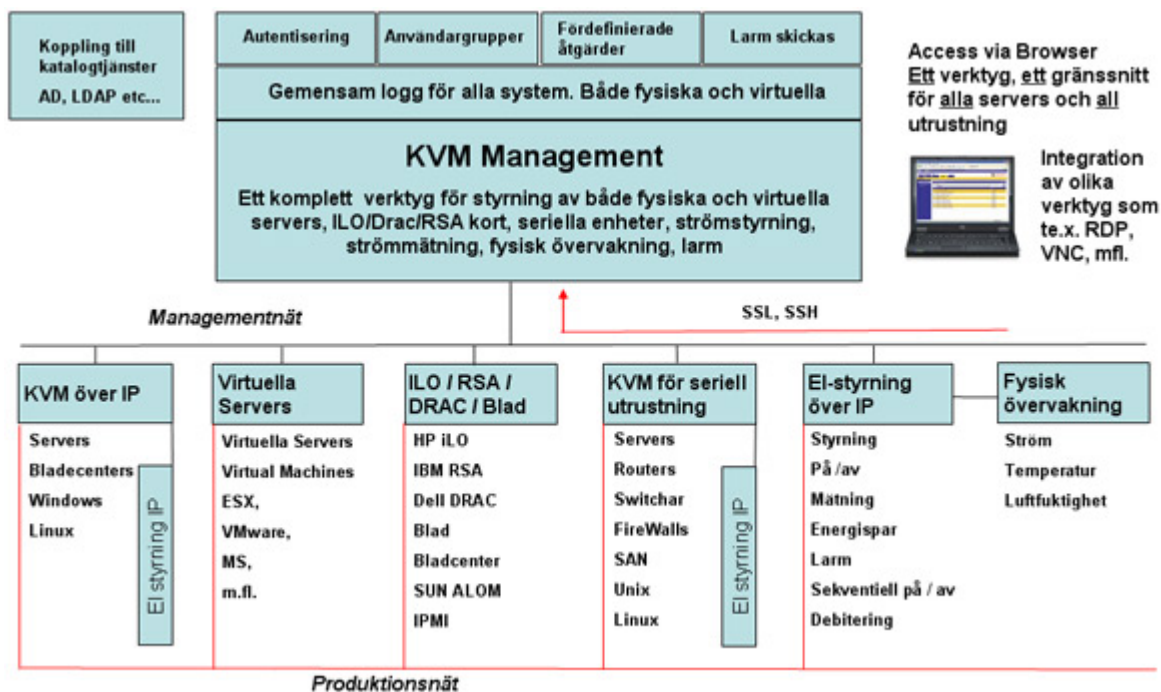 Koppling till
katalogtjänster
AD, LDAP etc...
Autentisering
Användargrupper
Fördefinierade
åtgärder
Larm skickas
Gemensam logg för alla system. Både fysiska och virtuella
KVM Management
Ett komplett verktyg för styrning av både fysiska och virtuella
servers, ILO/Drac/RSA kort, seriella enheter, strömstyrning,
strömmätning, fysisk övervakning, larm
Access via Browser
Ett verktyg, ett gränssnitt
för alla servers och all
utrustning
Integration
av olika
verktyg som
te.x. RDP,
VNC, mfl.
Managementnät
SSL, SSH
KVM över IP
Servers
Bladecenters
Windows
Linux
El styrning IP
Virtuella
Servers
Virtuella Servers
Virtual Machines
ESX,
VMware,
MS,
m.fl.
ILO / RSA /
DRAC / Blad
HP iLO
IBM RSA
Dell DRAC
Blad
Bladcenter
SUN ALOM
IPMI
KVM för seriell
utrustning
Servers
Routers
Switchar
FireWalls
SAN
Unix
Linux
El styrning IP
El-styrning
över IP
Styrning
På /av
Mätning
Energispar
Larm
Sekventiell på / av
Debitering
Fysisk
övervakning
Ström
Temperatur
Luftfuktighet
Produktionsnät